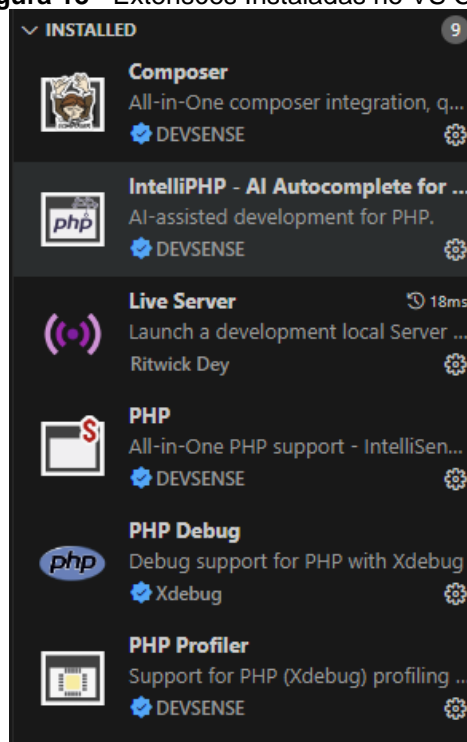 Extensões Instaladas no VS
INSTALLED 9
Composer
All-in-One composer integration, q...
DEVSENSE
IntelliPHP - AI Autocomplete for ...
AI-assisted development for PHP.
DEVSENSE
Live Server 18ms
Launch a development local Server ...
Ritwick Dey
PHP
All-in-One PHP support - IntelliSen...
DEVSENSE
PHP Debug
Debug support for PHP with Xdebug
Xdebug
PHP Profiler
Support for PHP (Xdebug) profiling ...
DEVSENSE
COMPOSER
php
$
php